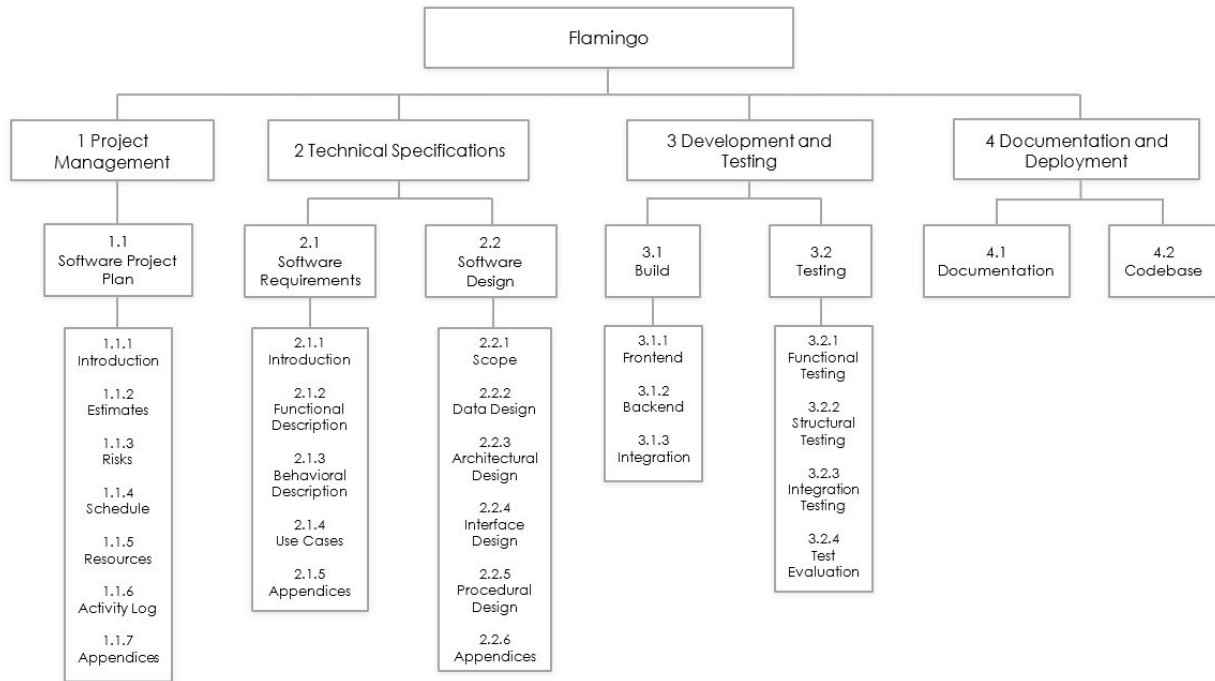 Flamingo
1 Project
Management
2 Technical Specifications
3 Development and
Testing
4 Documentation and
Deployment
1.1
Software Project
Plan
2.1
Software
Requirements
2.2
Software
Design
3.1
Build
3.2
Testing
4.1
Documentation
4.2
Codebase
1.1.1
Introduction
1.1.2
Estimates
1.1.3
Risks
1.1.4
Schedule
1.1.5
Resources
1.1.6
Activity Log
1.1.7
Appendices
2.1.1
Introduction
2.1.2
Functional
Description
2.1.3
Behavioral
Description
2.1.4
Use Cases
2.1.5
Appendices
2.2.1
Scope
2.2.2
Data Design
2.2.3
Architectural
Design
2.2.4
Interface
Design
2.2.5
Procedural
Design
2.2.6
Appendices
3.1.1
Frontend
3.1.2
Backend
3.1.3
Integration
3.2.1
Functional
Testing
3.2.2
Structural
Testing
3.2.3
Integration
Testing
3.2.4
Test
Evaluation